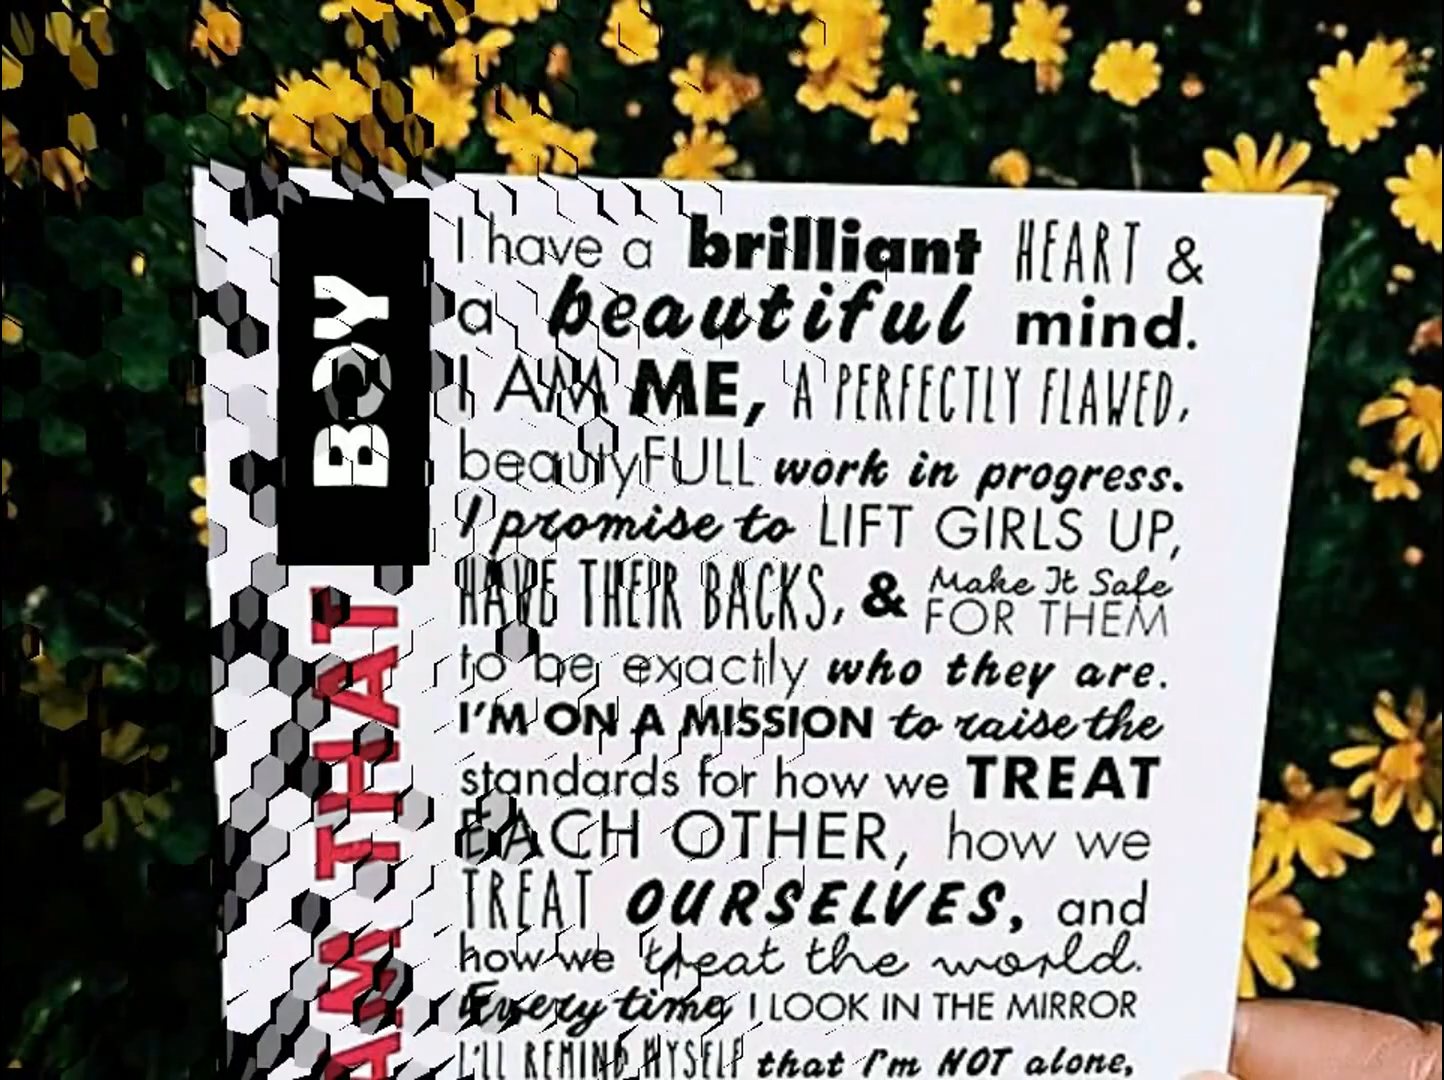 AM THAT BOY
I have a brilliant HEART &
a beautiful mind.
I AM ME, A PERFECTLY FLAWED,
beautyFULL work in progress.
I promise to LIFT GIRLS UP,
HAVE THEIR BACKS, & Make It Safe
FOR THEM
to be exactly who they are.
I'M ON A MISSION to raise the
standards for how we TREAT
EACH OTHER, how we
TREAT OURSELVES, and
how we treat the world.
Every time I LOOK IN THE MIRROR
I'LL REMIND MYSELF that I'm NOT alone,